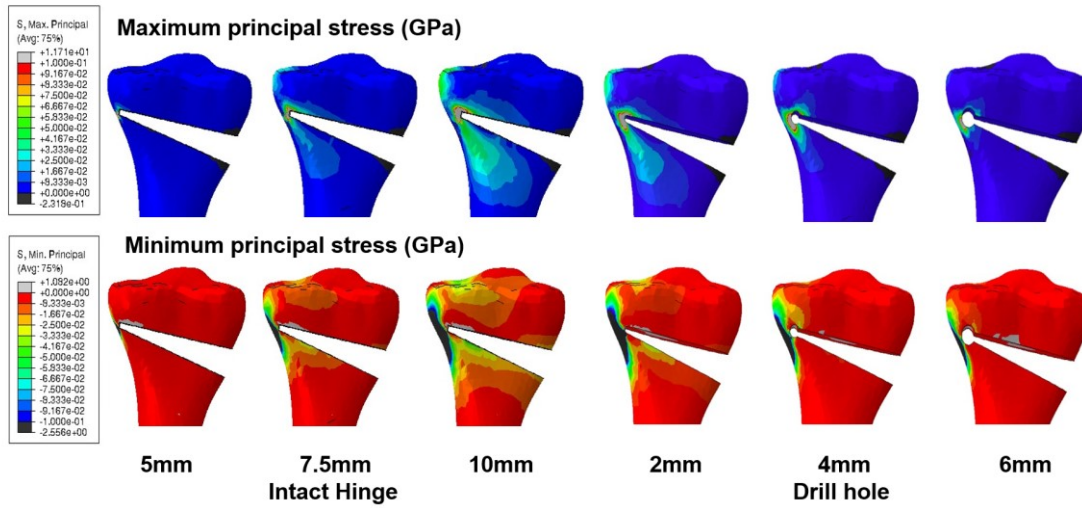 Maximum principal stress (GPa)
S, Max. Principal
(Avg: 75%)
+1.171e+01
+1.000e-01
+9.167e-02
+8.333e-02
+7.500e-02
+6.667e-02
+5.833e-02
+5.000e-02
+4.167e-02
+3.333e-02
+2.500e-02
+1.667e-02
+8.333e-03
+0.000e+00
-2.318e-01
Minimum principal stress (GPa)
S, Min. Principal
(Avg: 75%)
+1.092e+00
+0.000e+00
-8.333e-03
-1.667e-02
-2.500e-02
-3.333e-02
-4.167e-02
-5.000e-02
-5.833e-02
-6.667e-02
-7.500e-02
-8.333e-02
-9.167e-02
-1.000e-01
-2.556e+00
5mm 7.5mm 10mm 2mm 4mm 6mm
Intact Hinge Drill hole